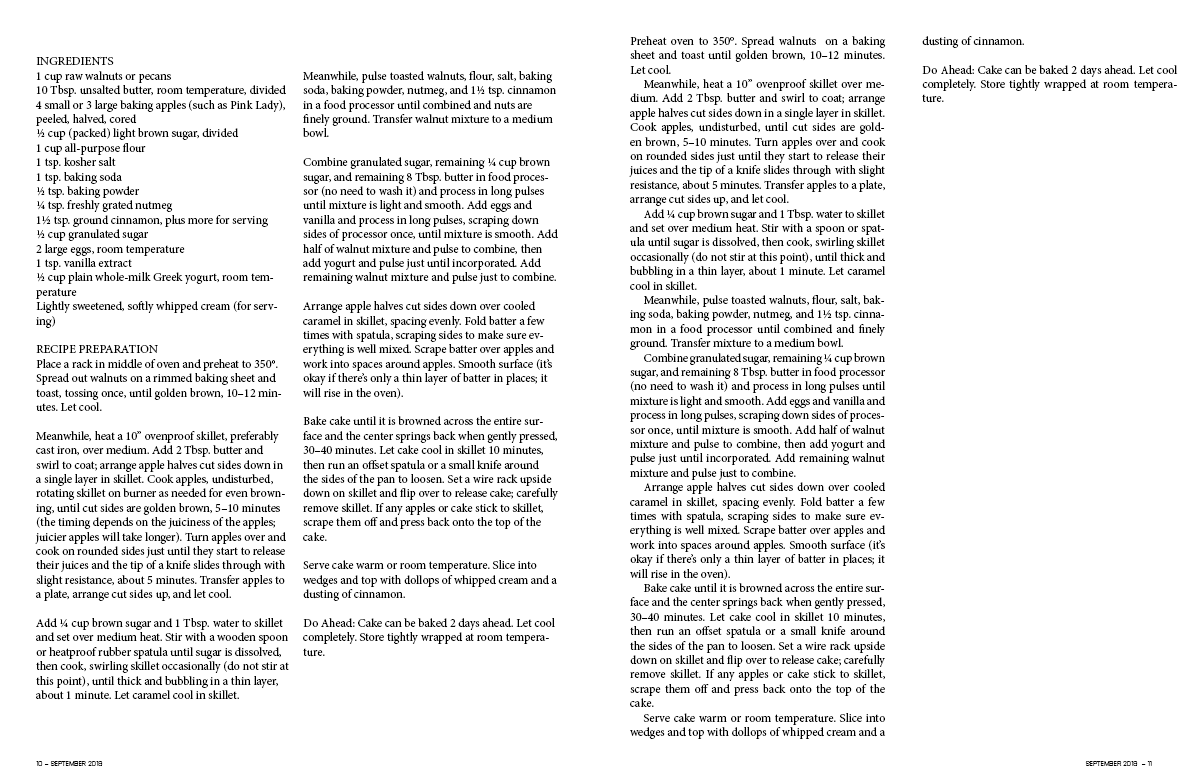 INGREDIENTS
1 cup raw walnuts or pecans
10 Tbsp. unsalted butter, room temperature, divided
4 small or 3 large baking apples (such as Pink Lady),
peeled, halved, cored
½ cup (packed) light brown sugar, divided
1 cup all-purpose flour
1 tsp. kosher salt
1 tsp. baking soda
½ tsp. baking powder
¼ tsp. freshly grated nutmeg
1½ tsp. ground cinnamon, plus more for serving
½ cup granulated sugar
2 large eggs, room temperature
1 tsp. vanilla extract
½ cup plain whole-milk Greek yogurt, room tem-
perature
Lightly sweetened, softly whipped cream (for serv-
ing)
RECIPE PREPARATION
Place a rack in middle of oven and preheat to 350°.
Spread out walnuts on a rimmed baking sheet and
toast, tossing once, until golden brown, 10–12 min-
utes. Let cool.
Meanwhile, heat a 10” ovenproof skillet, preferably
cast iron, over medium. Add 2 Tbsp. butter and
swirl to coat; arrange apple halves cut sides down in
a single layer in skillet. Cook apples, undisturbed,
rotating skillet on burner as needed for even brown-
ing, until cut sides are golden brown, 5–10 minutes
(the timing depends on the juiciness of the apples;
juicier apples will take longer). Turn apples over and
cook on rounded sides just until they start to release
their juices and the tip of a knife slides through with
slight resistance, about 5 minutes. Transfer apples to
a plate, arrange cut sides up, and let cool.
Add ¼ cup brown sugar and 1 Tbsp. water to skillet
and set over medium heat. Stir with a wooden spoon
or heatproof rubber spatula until sugar is dissolved,
then cook, swirling skillet occasionally (do not stir at
this point), until thick and bubbling in a thin layer,
about 1 minute. Let caramel cool in skillet.
Meanwhile, pulse toasted walnuts, flour, salt, baking
soda, baking powder, nutmeg, and 1½ tsp. cinnamon
in a food processor until combined and nuts are
finely ground. Transfer walnut mixture to a medium
bowl.
Combine granulated sugar, remaining ¼ cup brown
sugar, and remaining 8 Tbsp. butter in food proces-
sor (no need to wash it) and process in long pulses
until mixture is light and smooth. Add eggs and
vanilla and process in long pulses, scraping down
sides of processor once, until mixture is smooth. Add
half of walnut mixture and pulse to combine, then
add yogurt and pulse just until incorporated. Add
remaining walnut mixture and pulse just to combine.
Arrange apple halves cut sides down over cooled
caramel in skillet, spacing evenly. Fold batter a few
times with spatula, scraping sides to make sure ev-
erything is well mixed. Scrape batter over apples and
work into spaces around apples. Smooth surface (it’s
okay if there’s only a thin layer of batter in places; it
will rise in the oven).
Bake cake until it is browned across the entire sur-
face and the center springs back when gently pressed,
30–40 minutes. Let cake cool in skillet 10 minutes,
then run an offset spatula or a small knife around
the sides of the pan to loosen. Set a wire rack upside
down on skillet and flip over to release cake; carefully
remove skillet. If any apples or cake stick to skillet,
scrape them off and press back onto the top of the
cake.
Serve cake warm or room temperature. Slice into
wedges and top with dollops of whipped cream and a
dusting of cinnamon.
Do Ahead: Cake can be baked 2 days ahead. Let cool
completely. Store tightly wrapped at room tempera-
ture.
10 – SEPTEMBER 2019
Preheat oven to 350°. Spread walnuts on a baking
sheet and toast until golden brown, 10–12 minutes.
Let cool.
Meanwhile, heat a 10” ovenproof skillet over me-
dium. Add 2 Tbsp. butter and swirl to coat; arrange
apple halves cut sides down in a single layer in skillet.
Cook apples, undisturbed, until cut sides are gold-
en brown, 5–10 minutes. Turn apples over and cook
on rounded sides just until they start to release their
juices and the tip of a knife slides through with slight
resistance, about 5 minutes. Transfer apples to a plate,
arrange cut sides up, and let cool.
Add ¼ cup brown sugar and 1 Tbsp. water to skillet
and set over medium heat. Stir with a spoon or spat-
ula until sugar is dissolved, then cook, swirling skillet
occasionally (do not stir at this point), until thick and
bubbling in a thin layer, about 1 minute. Let caramel
cool in skillet.
Meanwhile, pulse toasted walnuts, flour, salt, bak-
ing soda, baking powder, nutmeg, and 1½ tsp. cinna-
mon in a food processor until combined and finely
ground. Transfer mixture to a medium bowl.
Combine granulated sugar, remaining ¼ cup brown
sugar, and remaining 8 Tbsp. butter in food processor
(no need to wash it) and process in long pulses until
mixture is light and smooth. Add eggs and vanilla and
process in long pulses, scraping down sides of proces-
sor once, until mixture is smooth. Add half of walnut
mixture and pulse to combine, then add yogurt and
pulse just until incorporated. Add remaining walnut
mixture and pulse just to combine.
Arrange apple halves cut sides down over cooled
caramel in skillet, spacing evenly. Fold batter a few
times with spatula, scraping sides to make sure ev-
erything is well mixed. Scrape batter over apples and
work into spaces around apples. Smooth surface (it’s
okay if there’s only a thin layer of batter in places; it
will rise in the oven).
Bake cake until it is browned across the entire sur-
face and the center springs back when gently pressed,
30–40 minutes. Let cake cool in skillet 10 minutes,
then run an offset spatula or a small knife around
the sides of the pan to loosen. Set a wire rack upside
down on skillet and flip over to release cake; carefully
remove skillet. If any apples or cake stick to skillet,
scrape them off and press back onto the top of the
cake.
Serve cake warm or room temperature. Slice into
wedges and top with dollops of whipped cream and a
dusting of cinnamon.
Do Ahead: Cake can be baked 2 days ahead. Let cool
completely. Store tightly wrapped at room tempera-
ture.
SEPTEMBER 2019 – 11